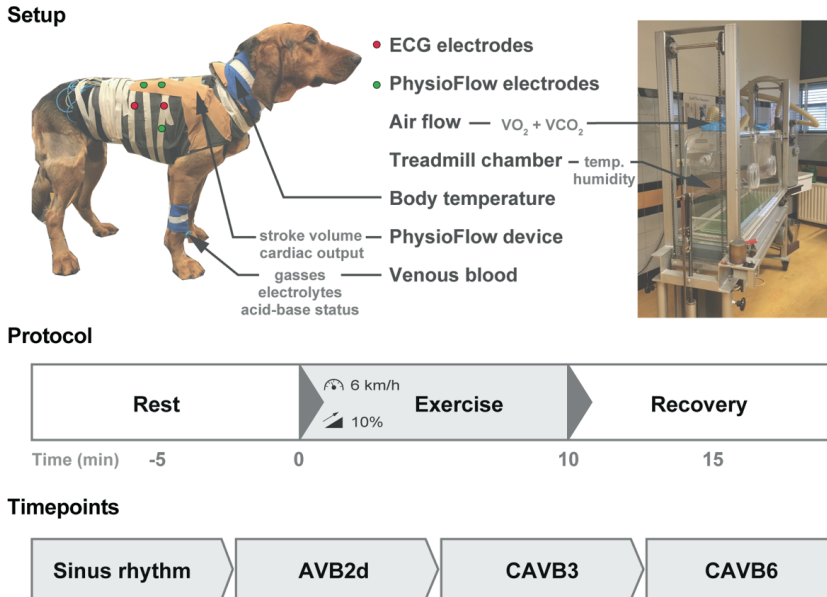 Setup
ECG electrodes
PhysioFlow electrodes
Air flow — VO₂ + VCO₂
Treadmill chamber — temp.
humidity
Body temperature
stroke volume — PhysioFlow device
cardiac output
gasses — Venous blood
electrolytes
acid-base status
Protocol
Rest
6 km/h
10%
Exercise
Recovery
Time (min) -5 0 10 15
Timepoints
Sinus rhythm AVB2d CAVB3 CAVB6